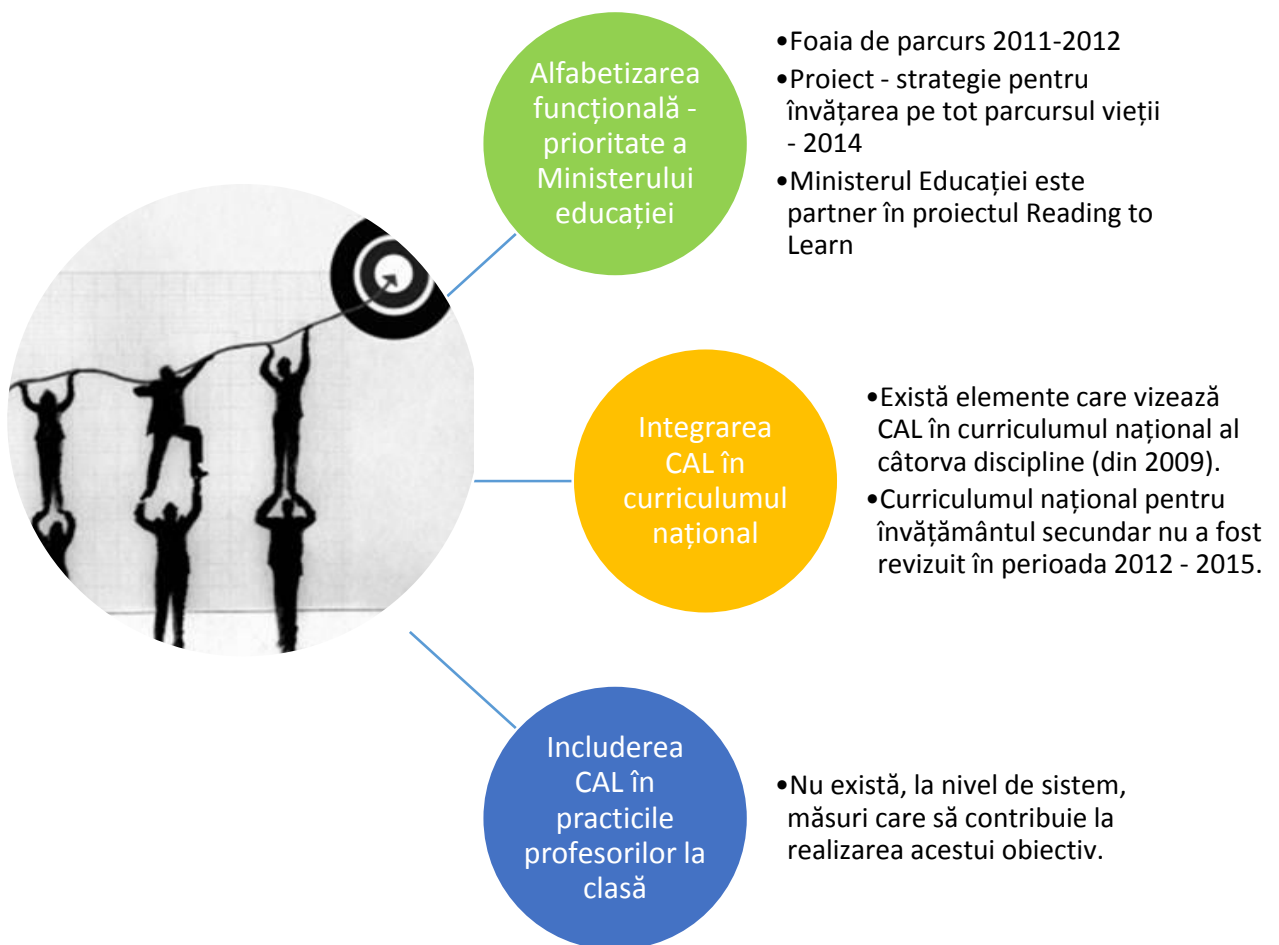 Alfabetizarea
funcțională -
prioritate a
Ministerului
educației
•Foaia de parcurs 2011-2012
•Proiect - strategie pentru
învățarea pe tot parcursul vieții
- 2014
•Ministerul Educației este
partner în proiectul Reading to
Learn
Integrarea
CAL în
curriculumul
național
•Există elemente care vizează
CAL în curriculumul național al
câtorva discipline (din 2009).
•Curriculumul național pentru
învățământul secundar nu a fost
revizuit în perioada 2012 - 2015.
Includerea
CAL în
practicile
profesorilor la
clasă
•Nu există, la nivel de sistem,
măsuri care să contribuie la
realizarea acestui obiectiv.